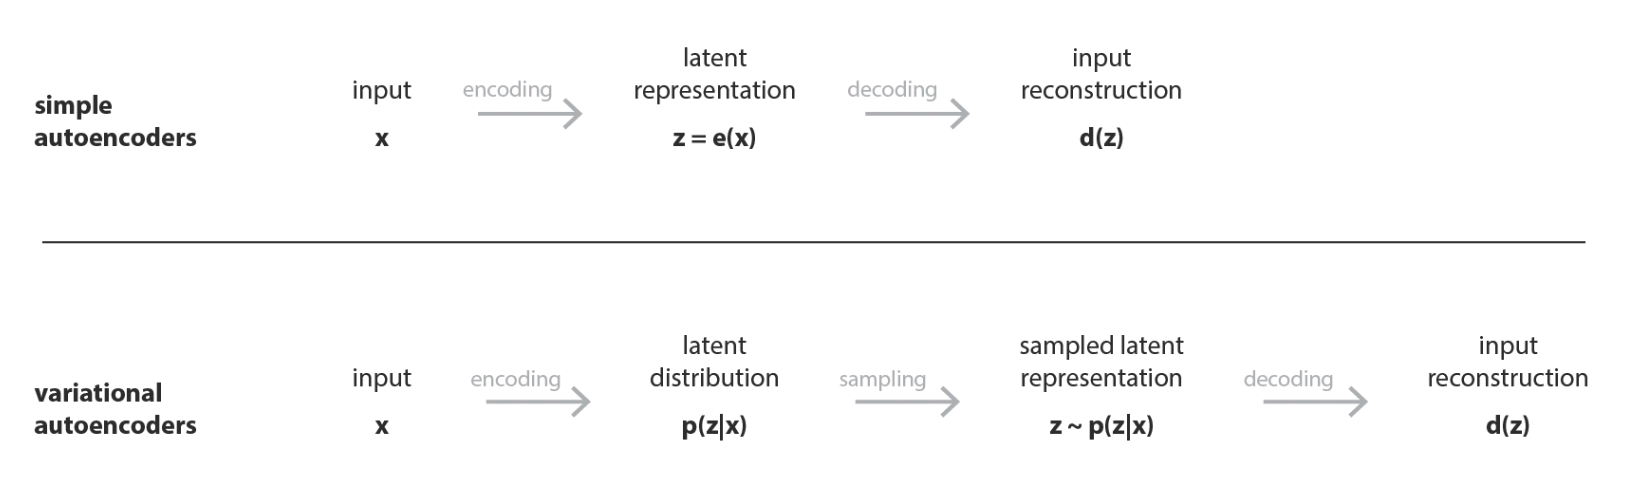 simple
autoencoders
input
x
encoding
latent
representation
z = e(x)
decoding
input
reconstruction
d(z)
variational
autoencoders
input
x
encoding
latent
distribution
p(z|x)
sampling
sampled latent
representation
z ~ p(z|x)
decoding
input
reconstruction
d(z)